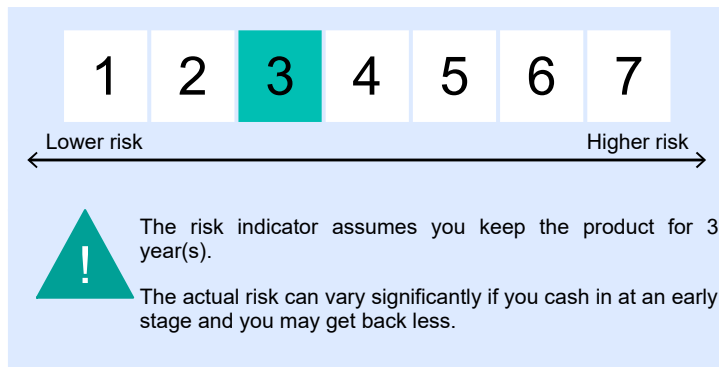 1 2 3 4 5 6 7
Lower risk Higher risk
!
The risk indicator assumes you keep the product for 3
year(s).
The actual risk can vary significantly if you cash in at an early
stage and you may get back less.